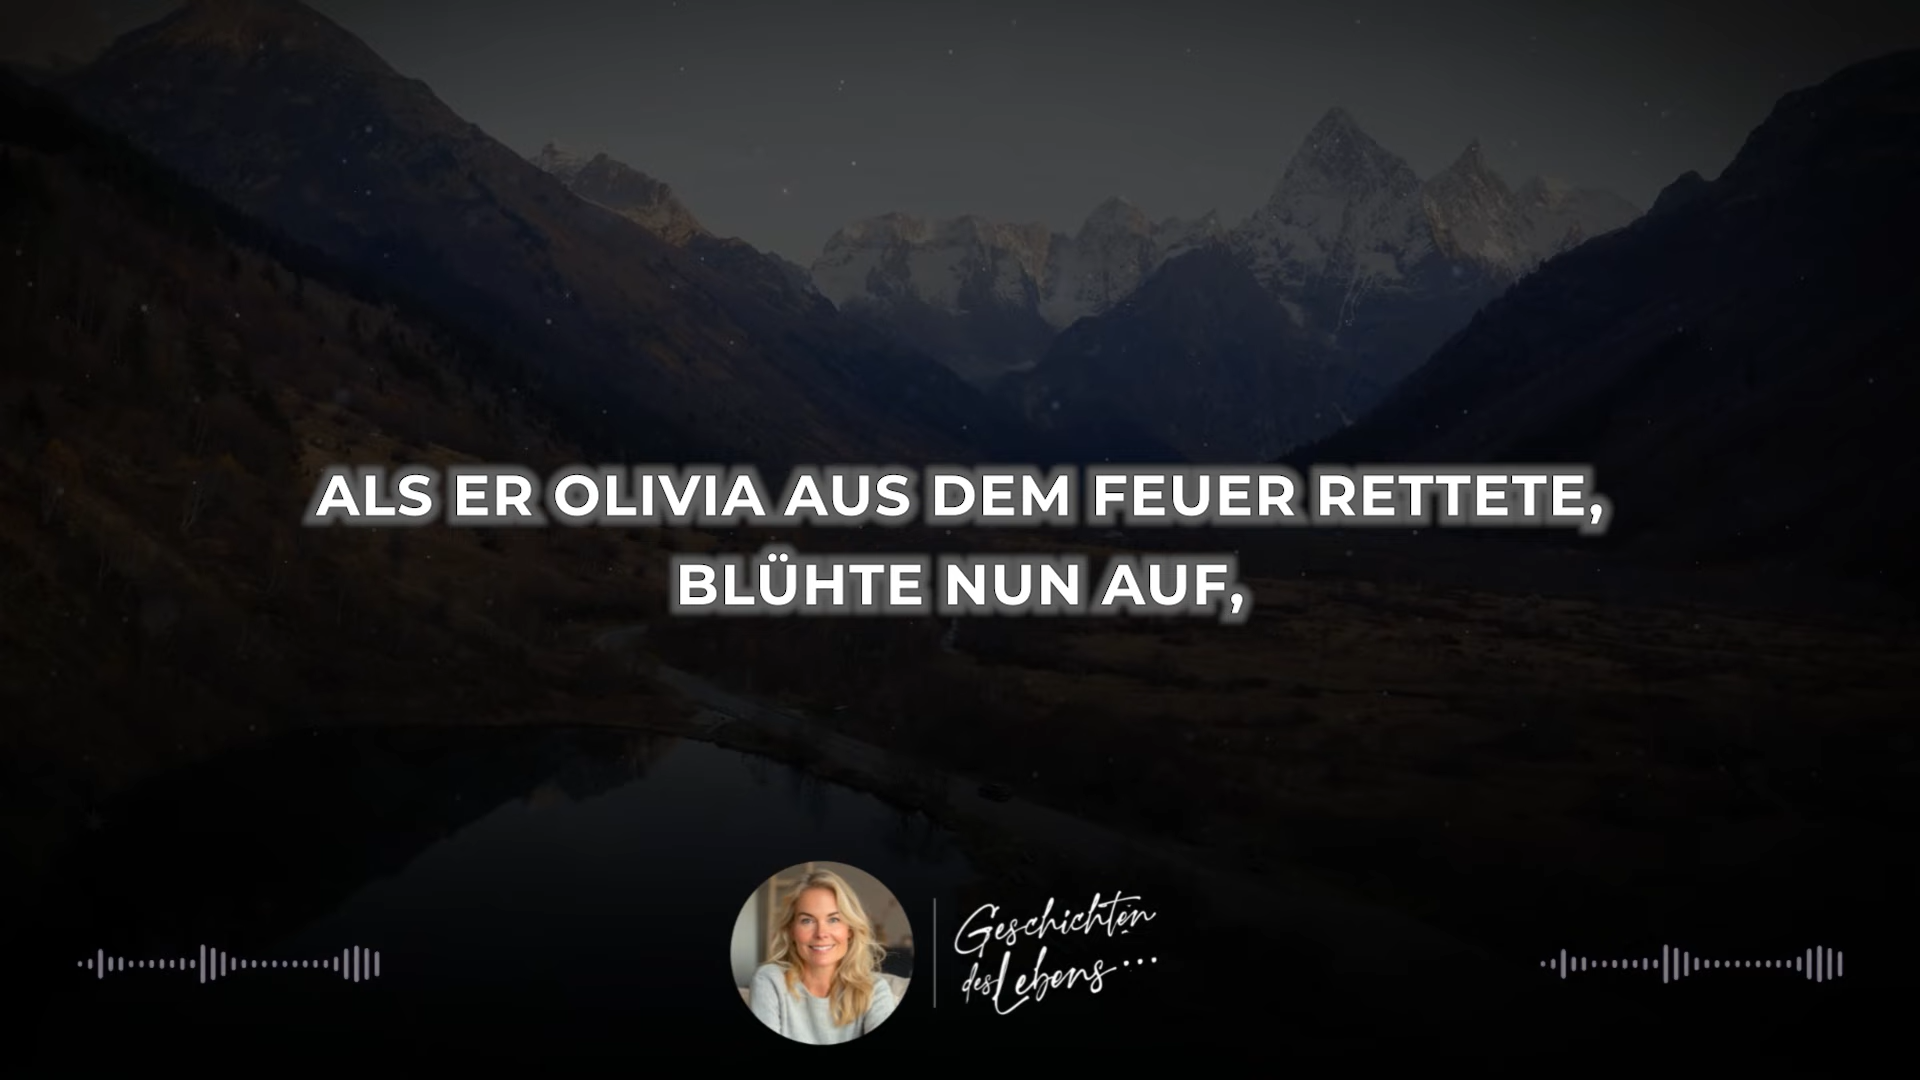 ALS ER OLIVIA AUS DEM FEUER RETTETE,
BLÜHTE NUN AUF,
Geschichten
des Lebens...